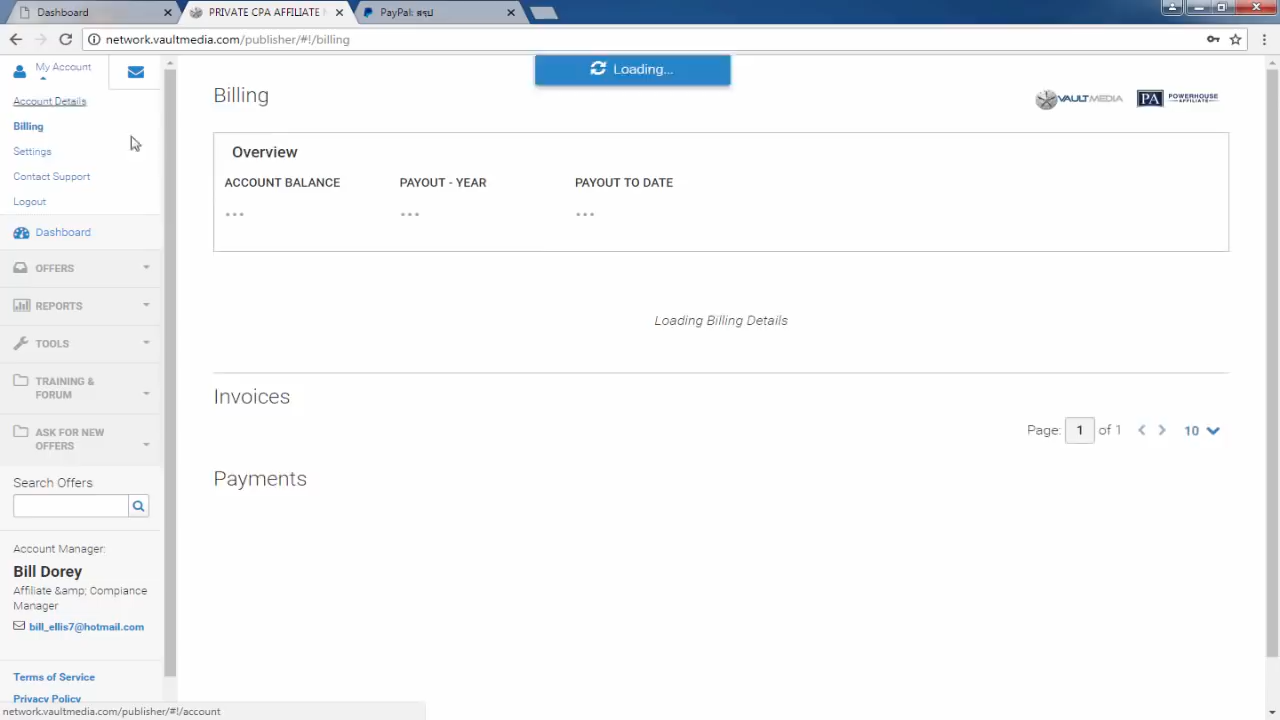 Dashboard
PRIVATE CPA AFFILIATE
PayPal: สรุป
network.vaultmedia.com/publisher/#!/billing
My Account
Account Details
Billing
Settings
Contact Support
Logout
Dashboard
OFFERS
REPORTS
TOOLS
TRAINING &
FORUM
ASK FOR NEW
OFFERS
Search Offers
Account Manager:
Bill Dorey
Affiliate &amp; Compliance
Manager
bill_ellis7@hotmail.com
Terms of Service
Privacy Policy
network.vaultmedia.com/publisher/#!/account
Loading...
Billing
VAULTMEDIA
PA POWERHOUSE
AFFILIATE
Overview
ACCOUNT BALANCE PAYOUT - YEAR PAYOUT TO DATE
... ... ...
Loading Billing Details
Invoices
Page: 1 of 1 < > 10
Payments